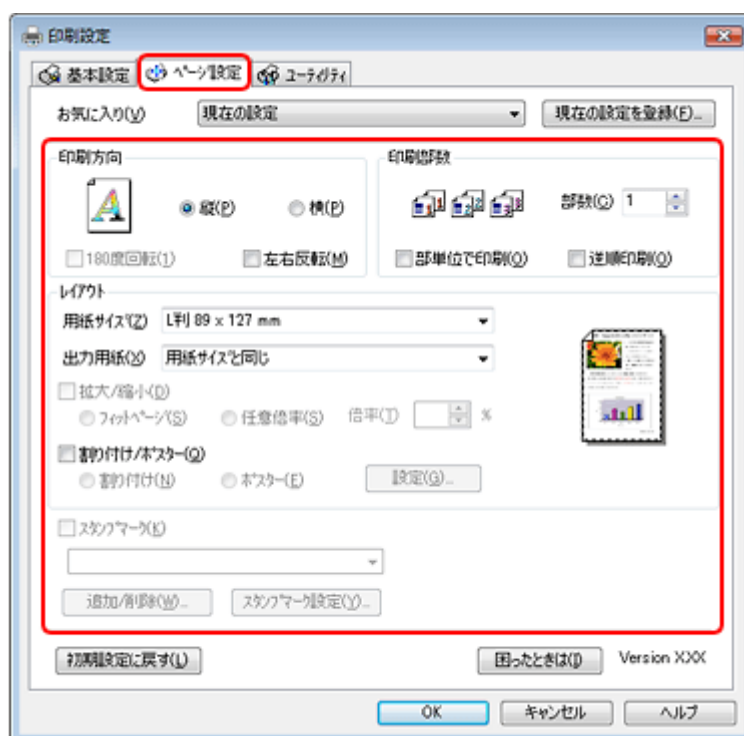 印刷設定
基本設定 ページ設定 ユーティリティ
お気に入り(V) 現在の設定 現在の設定を登録(F)...
印刷方向
縦(P) 横(P)
180度回転(1) 左右反転(M)
印刷部数
部数(C) 1
部単位で印刷(O) 逆順印刷(O)
レイアウト
用紙サイズ(Z) L判 89 x 127 mm
出力用紙(X) 用紙サイズと同じ
拡大/縮小(D)
フィットページ(S) 任意倍率(S) 倍率(T) %
割り付け/ポスター(Q)
割り付け(N) ポスター(E) 設定(G)...
スタンプマーク(K)
追加/削除(W)... スタンプマーク設定(Y)...
初期設定に戻す(L) 困ったときは(I) Version XXX
OK キャンセル ヘルプ